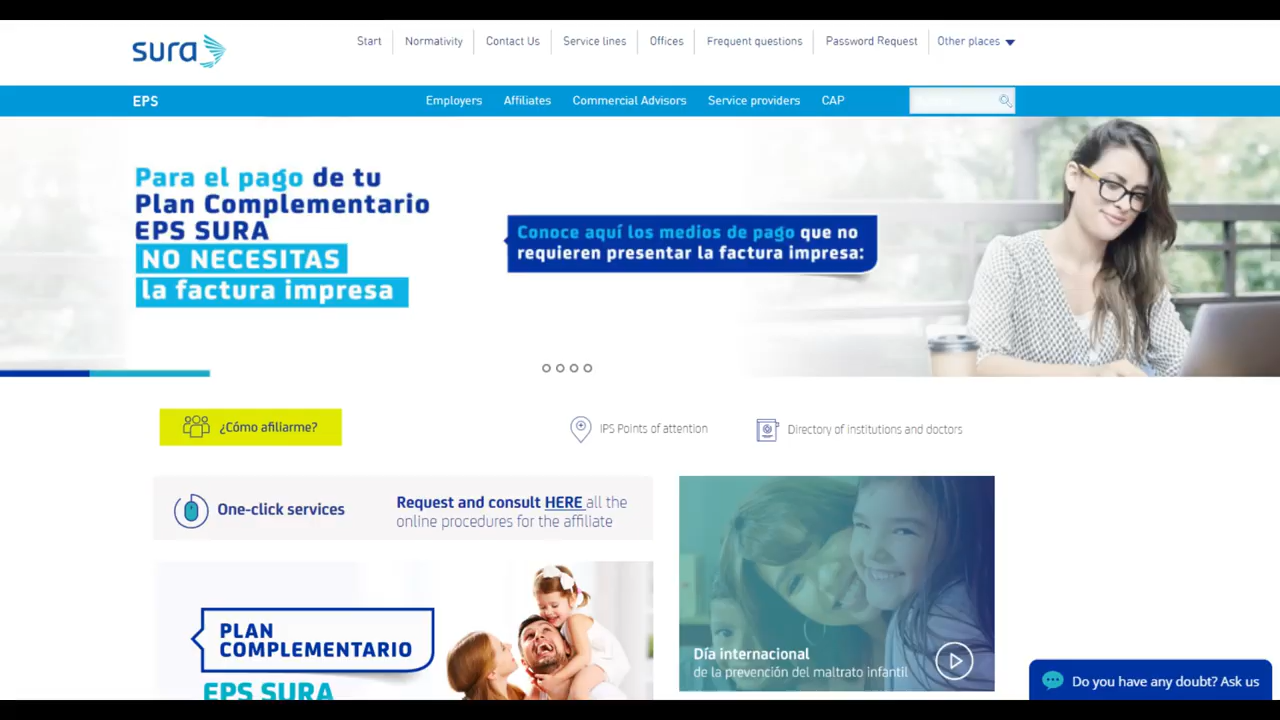 sura
Start
Normativity
Contact Us
Service lines
Offices
Frequent questions
Password Request
Other places
EPS
Employers
Affiliates
Commercial Advisors
Service providers
CAP
Para el pago de tu
Plan Complementario
EPS SURA
NO NECESITAS
la factura impresa
Conoce aquí los medios de pago que no
requieren presentar la factura impresa:
¿Cómo afiliarme?
IPS Points of attention
Directory of institutions and doctors
One-click services
Request and consult HERE all the
online procedures for the affiliate
PLAN
COMPLEMENTARIO
EPS SURA
Día internacional
de la prevención del maltrato infantil
Do you have any doubt? Ask us